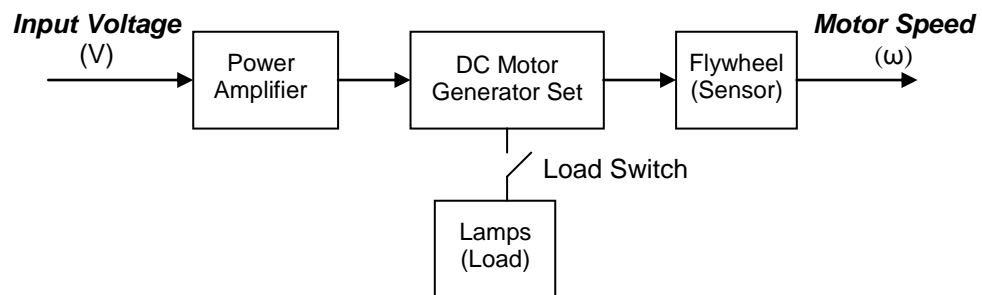 Input Voltage
(V)
Power
Amplifier
DC Motor
Generator Set
Flywheel
(Sensor)
Motor Speed
(ω)
Load Switch
Lamps
(Load)